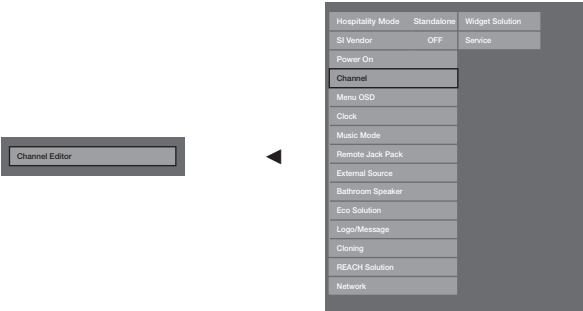 Hospitality Mode Standalone Widget Solution
SI Vendor OFF Service
Power On
Channel
Menu OSD
Clock
Music Mode
Remote Jack Pack
External Source
Bathroom Speaker
Eco Solution
Logo/Message
Cloning
REACH Solution
Network
Channel Editor